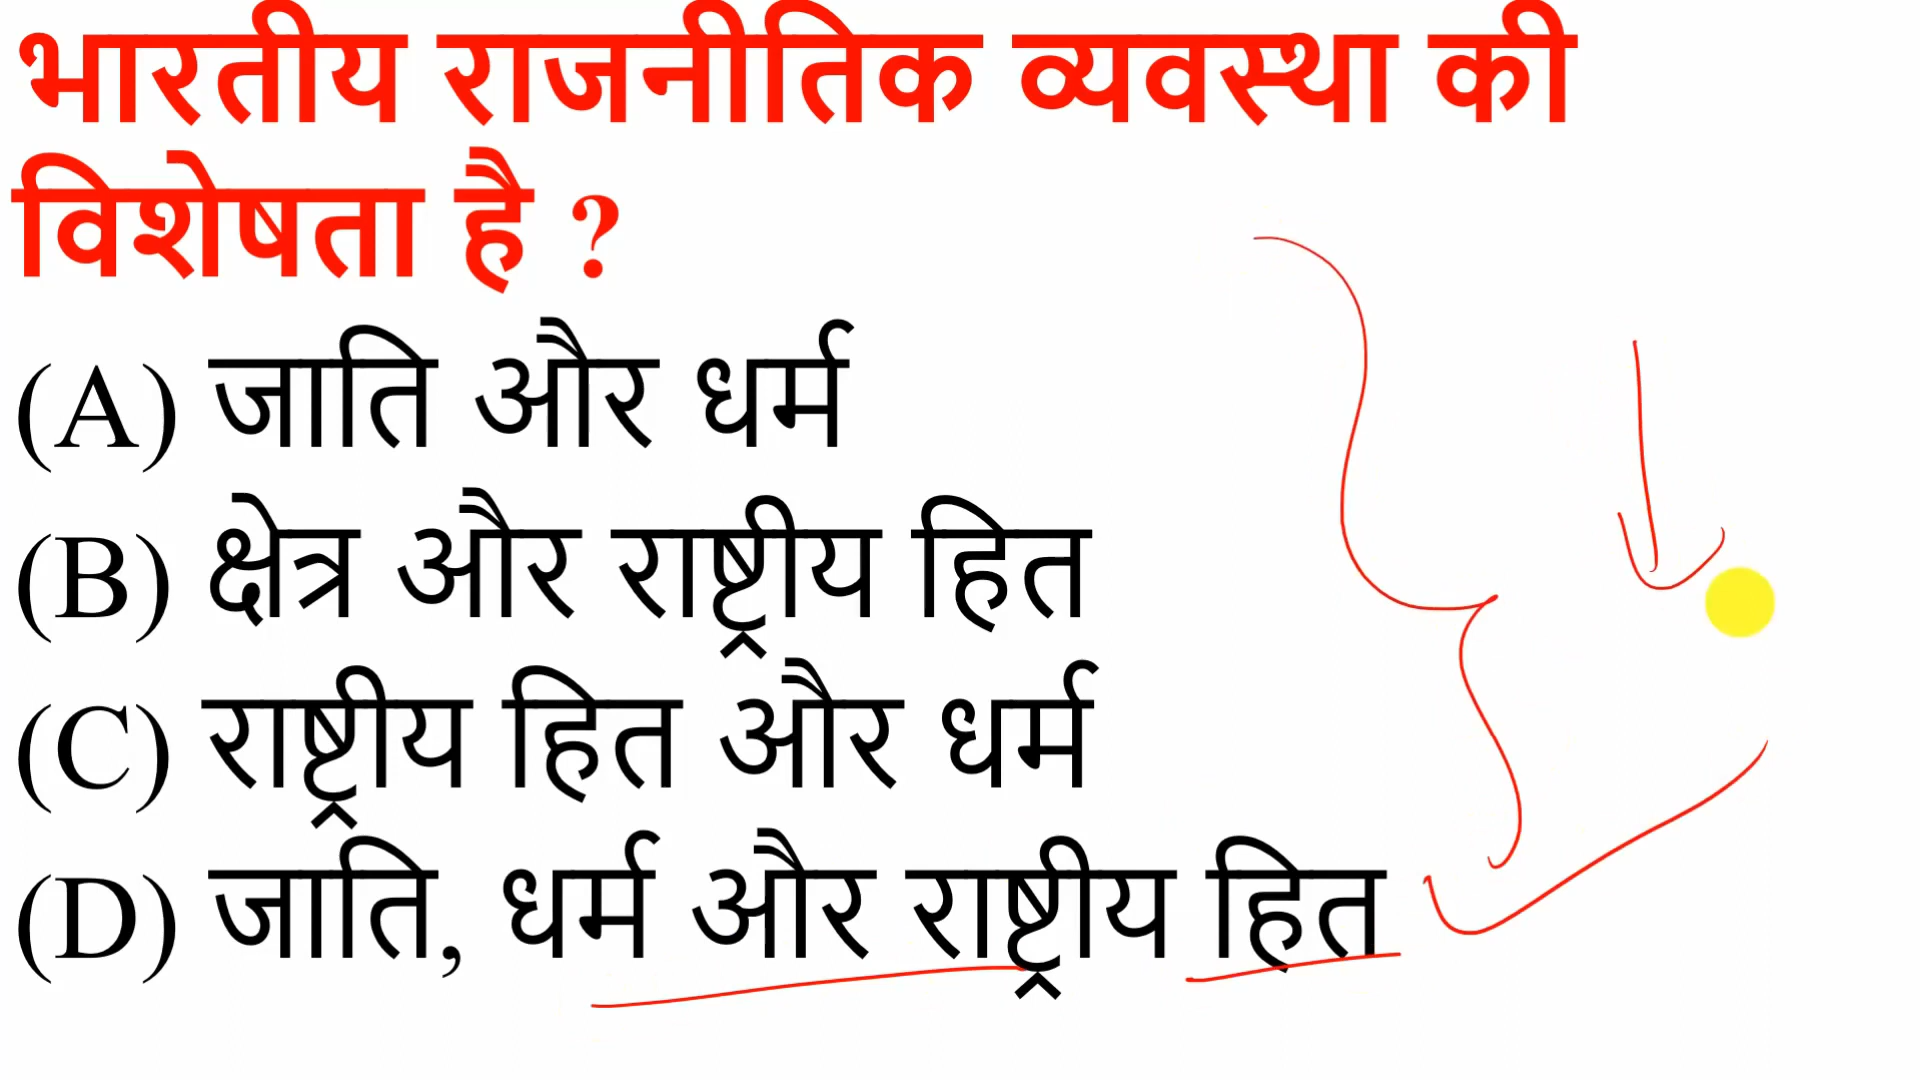 भारतीय राजनीतिक व्यवस्था की
विशेषता है ?
(A) जाति और धर्म
(B) क्षेत्र और राष्ट्रीय हित
(C) राष्ट्रीय हित और धर्म
(D) जाति, धर्म और राष्ट्रीय हित